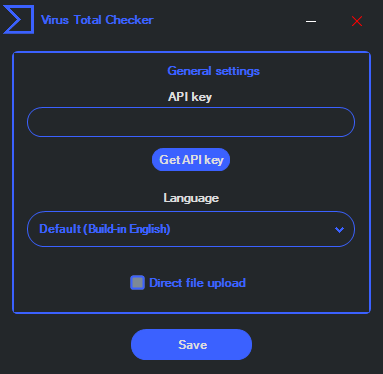 Virus Total Checker
General settings
API key
Get API key
Language
Default (Build-in English)
Direct file upload
Save